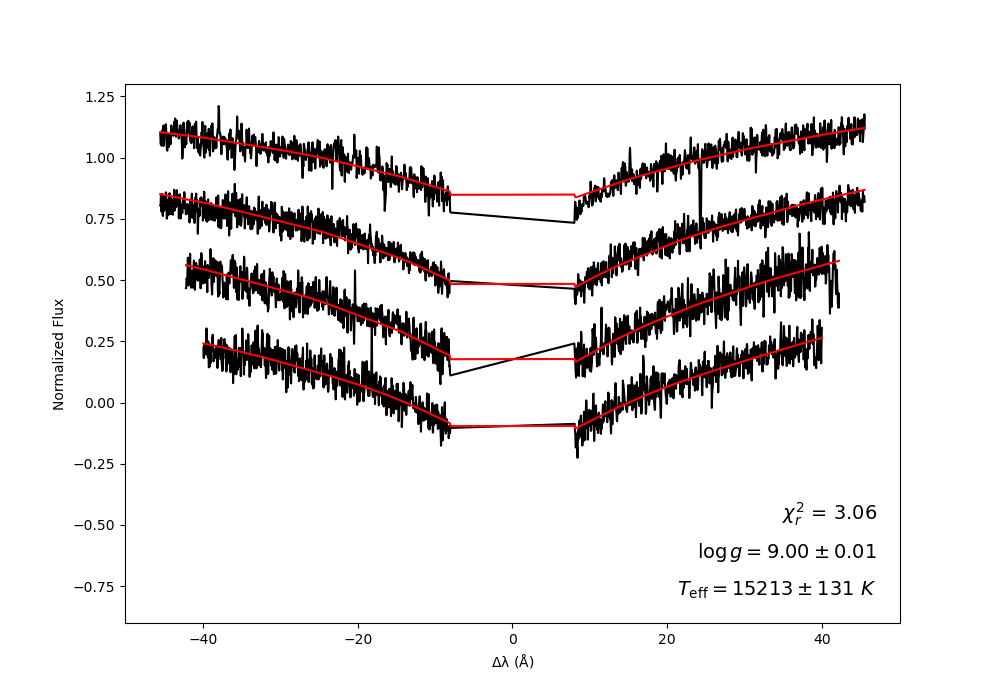 1.25
1.00
0.75
0.50
0.25
0.00
−0.25
−0.50
−0.75
Normalized Flux
χ²ᵣ = 3.06
log g = 9.00 ± 0.01
T_eff = 15213 ± 131 K
−40 −20 0 20 40
Δλ (Å)